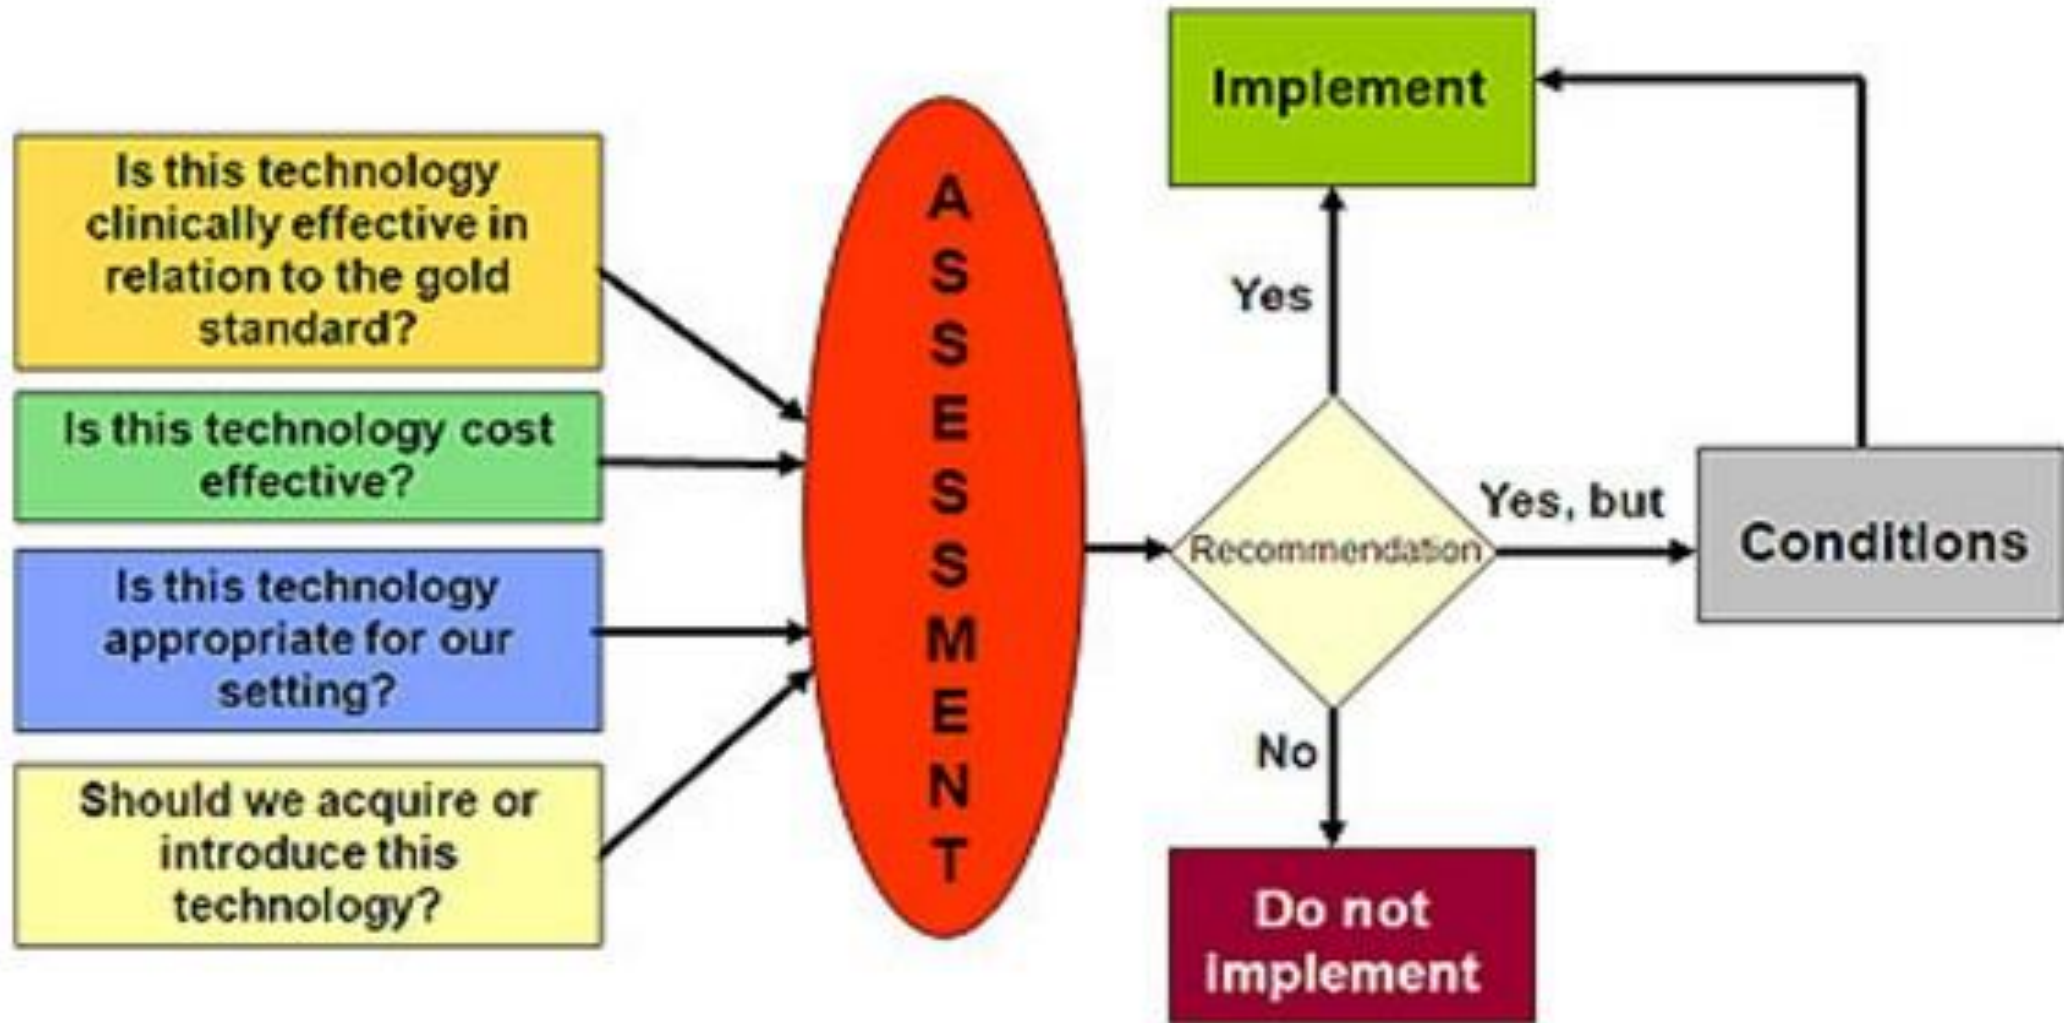 Is this technology
clinically effective in
relation to the gold
standard?
Is this technology cost
effective?
Is this technology
appropriate for our
setting?
Should we acquire or
introduce this
technology?
A
S
S
E
S
S
M
E
N
T
Implement
Yes
Recommendation
Yes, but
Conditions
No
Do not
implement